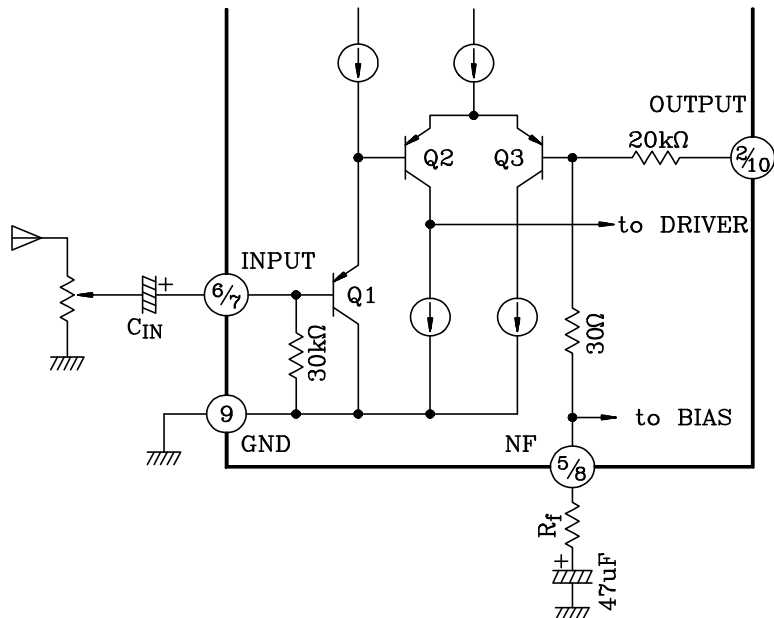 OUTPUT
20kΩ
2/10
Q2
Q3
to DRIVER
INPUT
6/7
Q1
+
CIN
30kΩ
30Ω
9
GND
to BIAS
NF
5/8
Rf
+
47uF